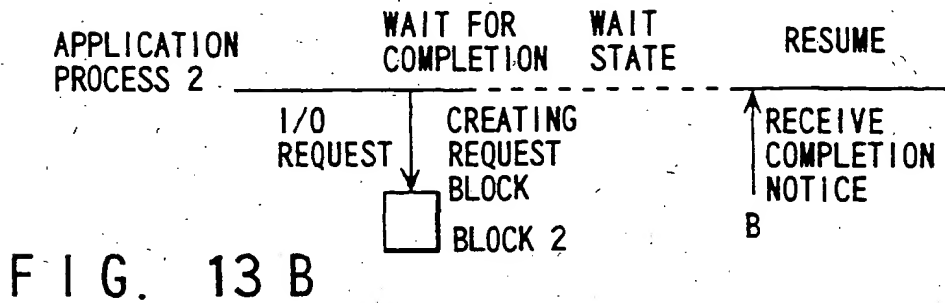 APPLICATION
PROCESS 2
WAIT FOR
COMPLETION
WAIT
STATE
RESUME
I/O
REQUEST
CREATING
REQUEST
BLOCK
BLOCK 2
RECEIVE
COMPLETION
NOTICE
B
FIG. 13B